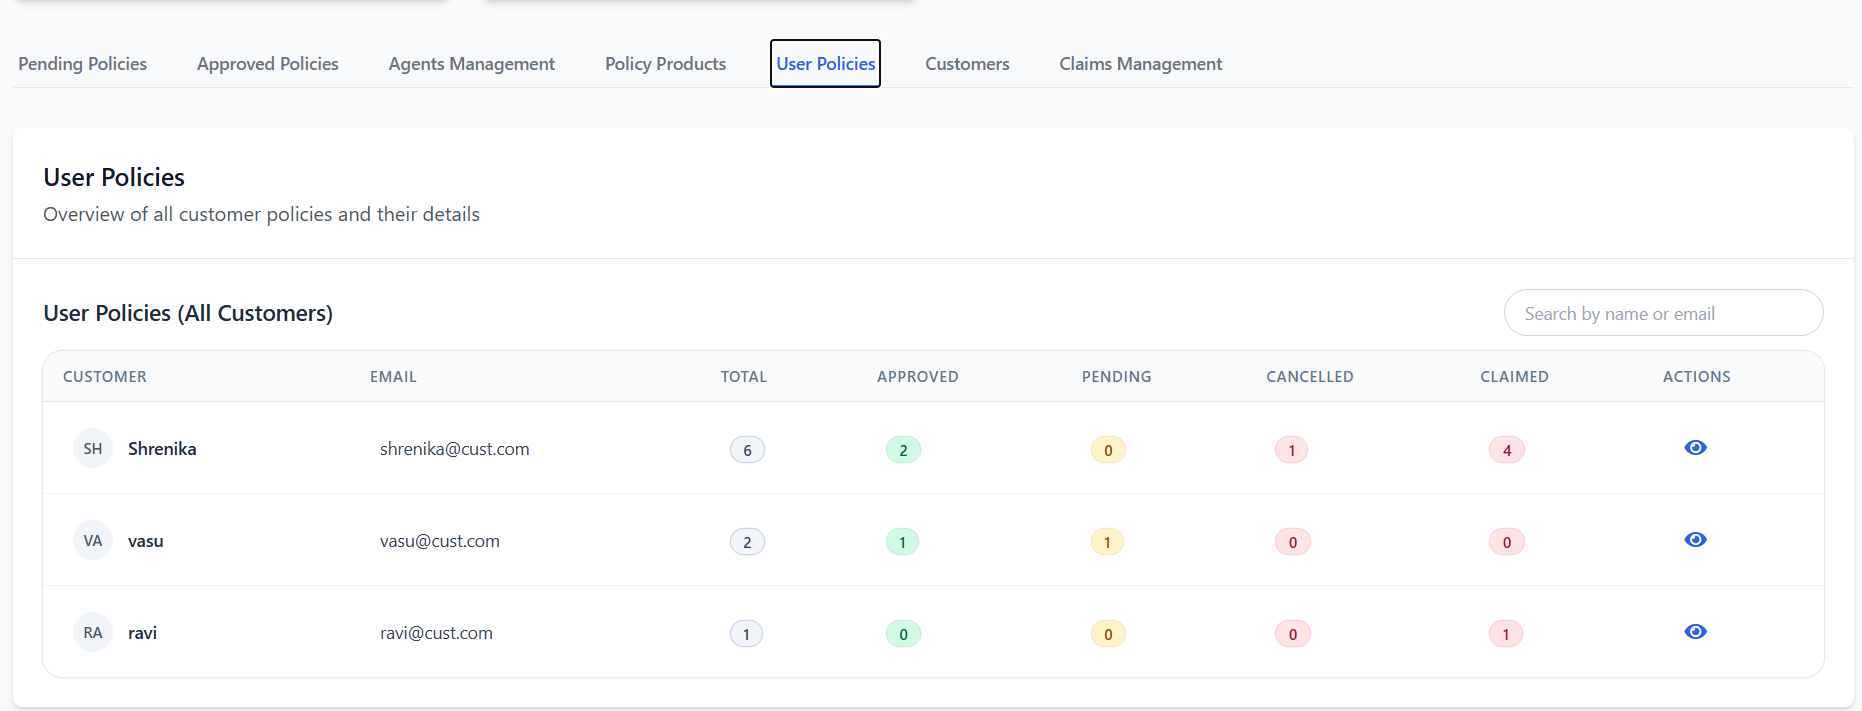 Pending Policies Approved Policies Agents Management Policy Products User Policies Customers Claims Management
User Policies
Overview of all customer policies and their details
User Policies (All Customers) Search by name or email
CUSTOMER EMAIL TOTAL APPROVED PENDING CANCELLED CLAIMED ACTIONS
SH Shrenika shrenika@cust.com 6 2 0 1 4
VA vasu vasu@cust.com 2 1 1 0 0
RA ravi ravi@cust.com 1 0 0 0 1